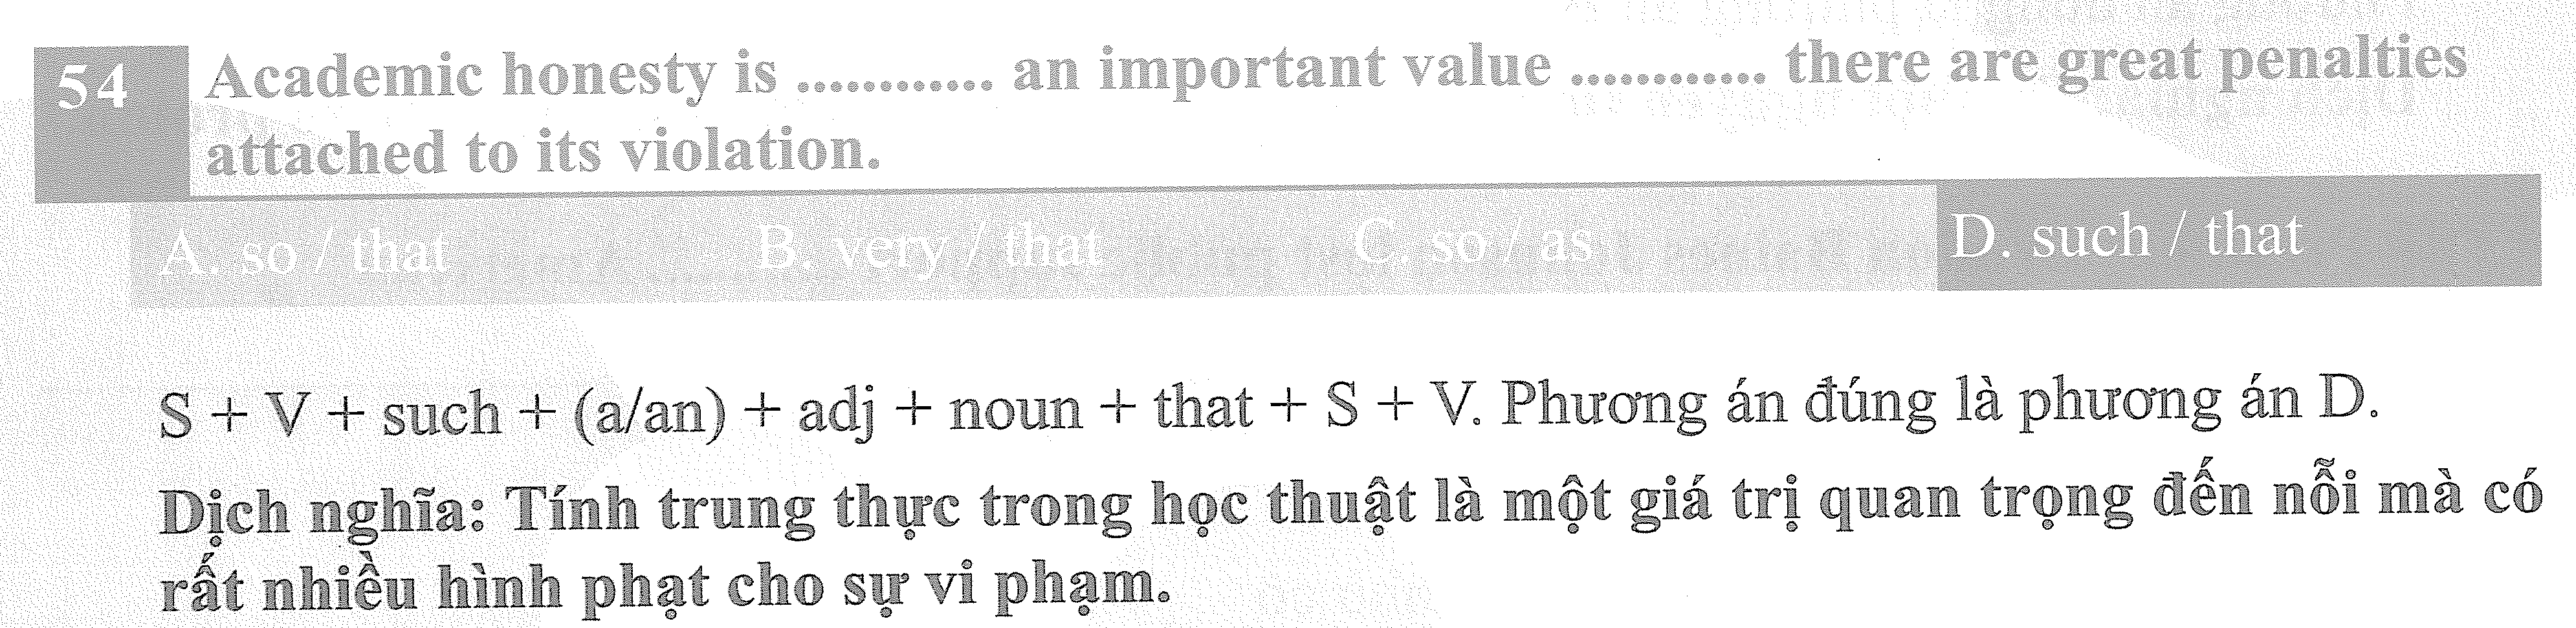 54 Academic honesty is ............ an important value ............ there are great penalties
attached to its violation.
A. so / that B. very / that C. so / as D. such / that
S + V + such + (a/an) + adj + noun + that + S + V. Phương án đúng là phương án D.
Dịch nghĩa: Tính trung thực trong học thuật là một giá trị quan trọng đến nỗi mà có
rất nhiều hình phạt cho sự vi phạm.